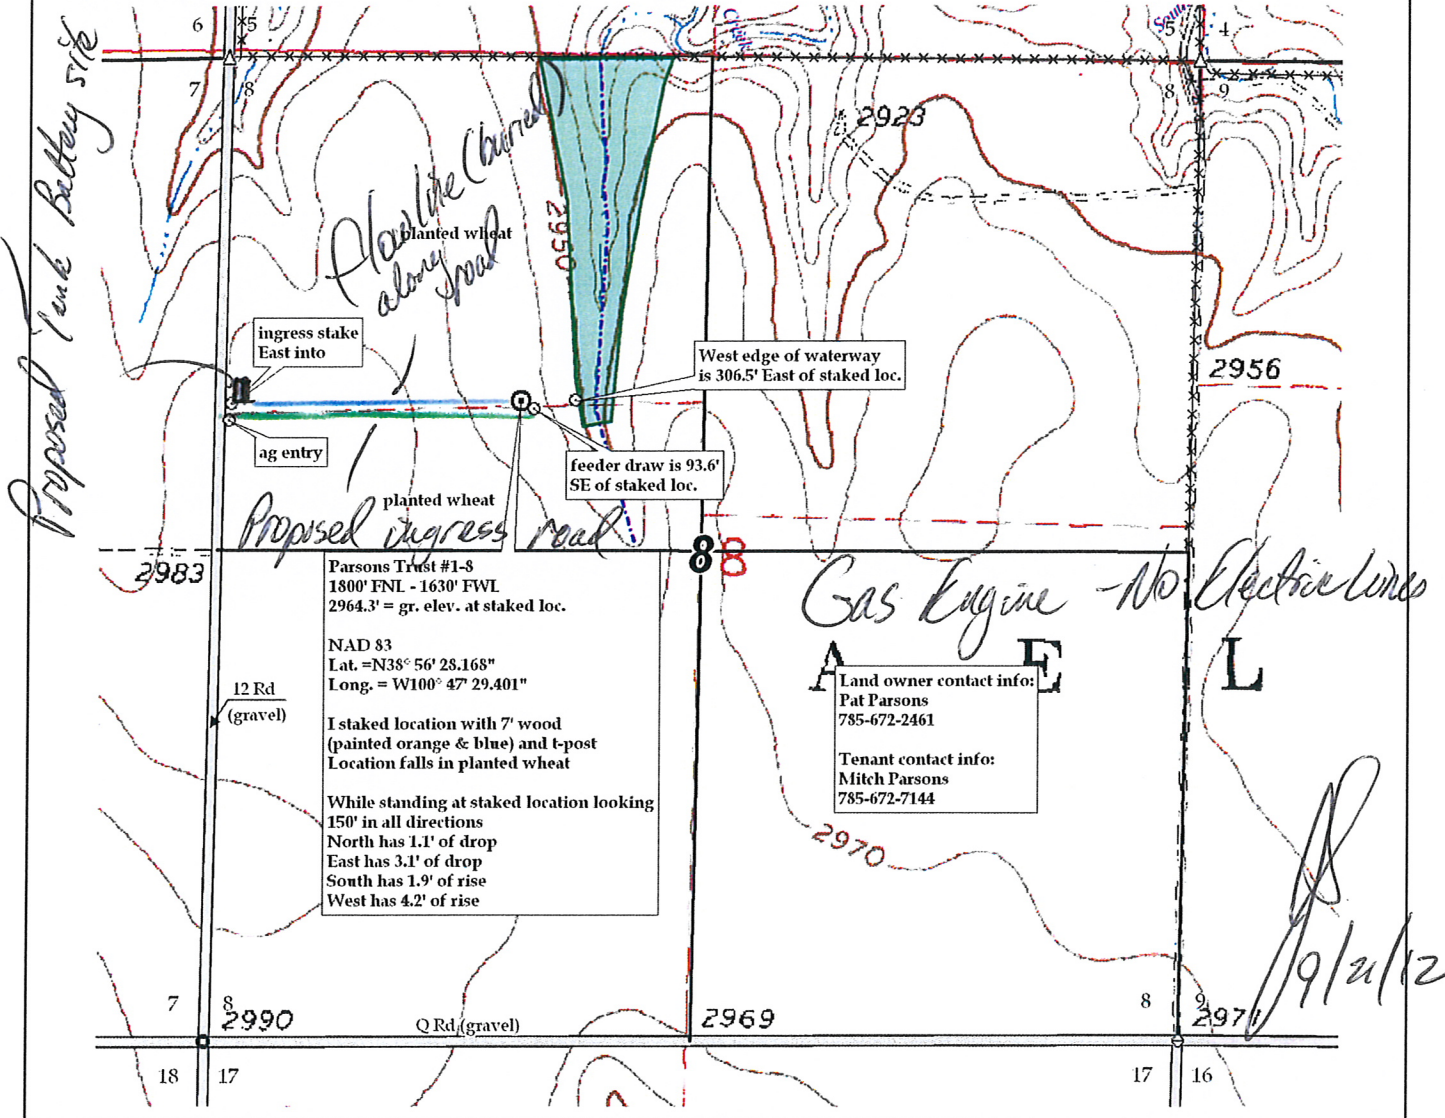 6
5
5
4
7
8
8
9
Creek
South
Proposed Tank Battery site
2923
Flowline (buried)
along road
planted wheat
2950
ingress stake
East into
West edge of waterway
is 306.5' East of staked loc.
2956
ag entry
feeder draw is 93.6'
SE of staked loc.
planted wheat
Proposed ingress road
2983
8
8
Gas Engine - No Electric Lines
A E L
Parsons Trust #1-8
1800' FNL - 1630' FWL
2964.3' = gr. elev. at staked loc.
NAD 83
Lat. =N38° 56' 28.168"
Long. = W100° 47' 29.401"
I staked location with 7' wood
(painted orange & blue) and t-post
Location falls in planted wheat
While standing at staked location looking
150' in all directions
North has 1.1' of drop
East has 3.1' of drop
South has 1.9' of rise
West has 4.2' of rise
12 Rd
(gravel)
Land owner contact info:
Pat Parsons
785-672-2461
Tenant contact info:
Mitch Parsons
785-672-7144
2970
9/21/12
7
8
8
9
2990
Q Rd (gravel)
2969
2971
18
17
17
16